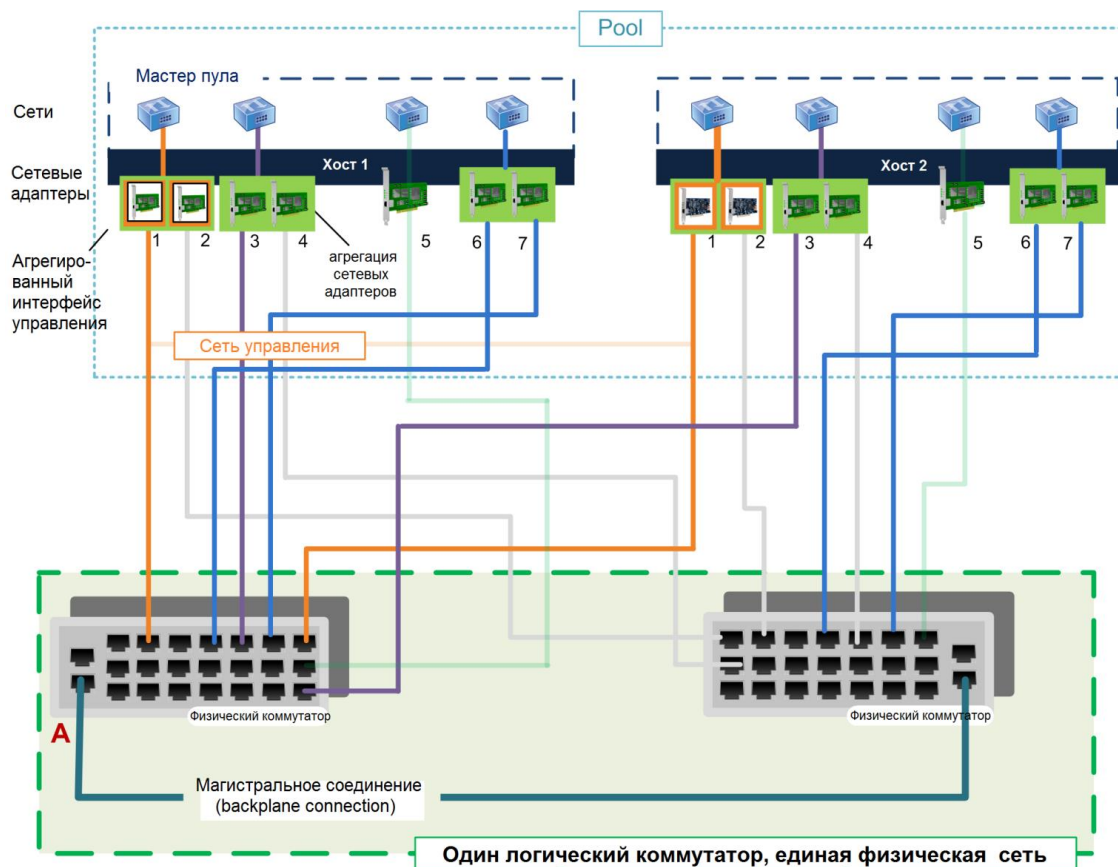 Pool
Мастер пула
Сети
Сетевые
адаптеры
Хост 1
Хост 2
1 2 3 4 5 6 7
1 2 3 4 5 6 7
Агрегиро-
ванный
интерфейс
управления
агрегация
сетевых
адаптеров
Сеть управления
Физический коммутатор
Физический коммутатор
A
Магистральное соединение
(backplane connection)
Один логический коммутатор, единая физическая сеть